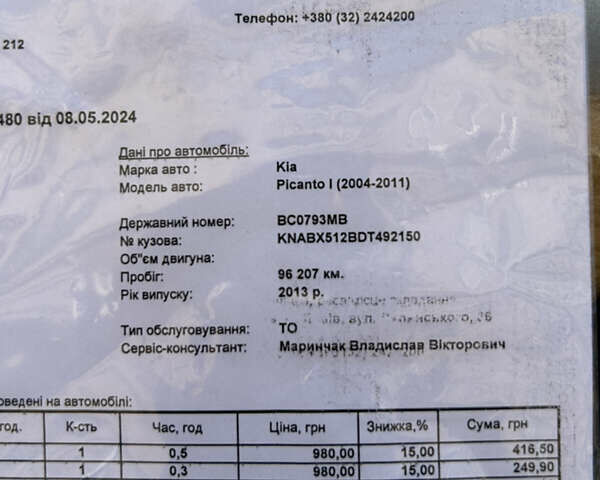 Телефон: +380 (32) 2424200
212
480 від 08.05.2024
Дані про автомобіль:
Марка авто : Kia
Модель авто: Picanto I (2004-2011)
Державний номер: BC0793MB
№ кузова: KNABX512BDT492150
Об"єм двигуна:
Пробіг: 96 207 км.
Рік випуску: 2013 р.
Тип обслуговування: ТО
Сервіс-консультант: Маринчак Владислав Вікторович
оведені на автомобілі:
год. К-сть Час, год Ціна, грн Знижка,% Сума, грн
1 0,5 980,00 15,00 416,50
1 0,3 980,00 15,00 249,90